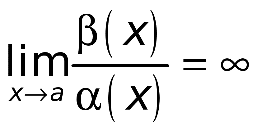 lim β(x)/α(x) = ∞
x→a